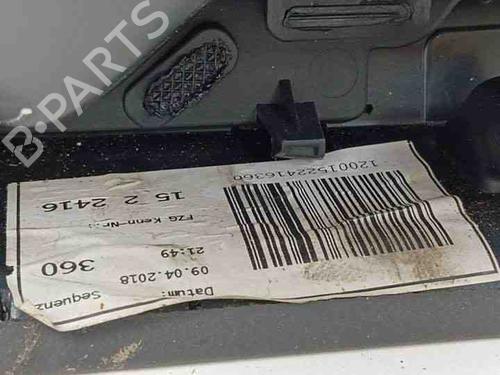 B-PARTS
12001522416360
15 2 2416
FZG Kenn-Nr.:
21:49
360
09.04.2018
Datum:
Sequenz